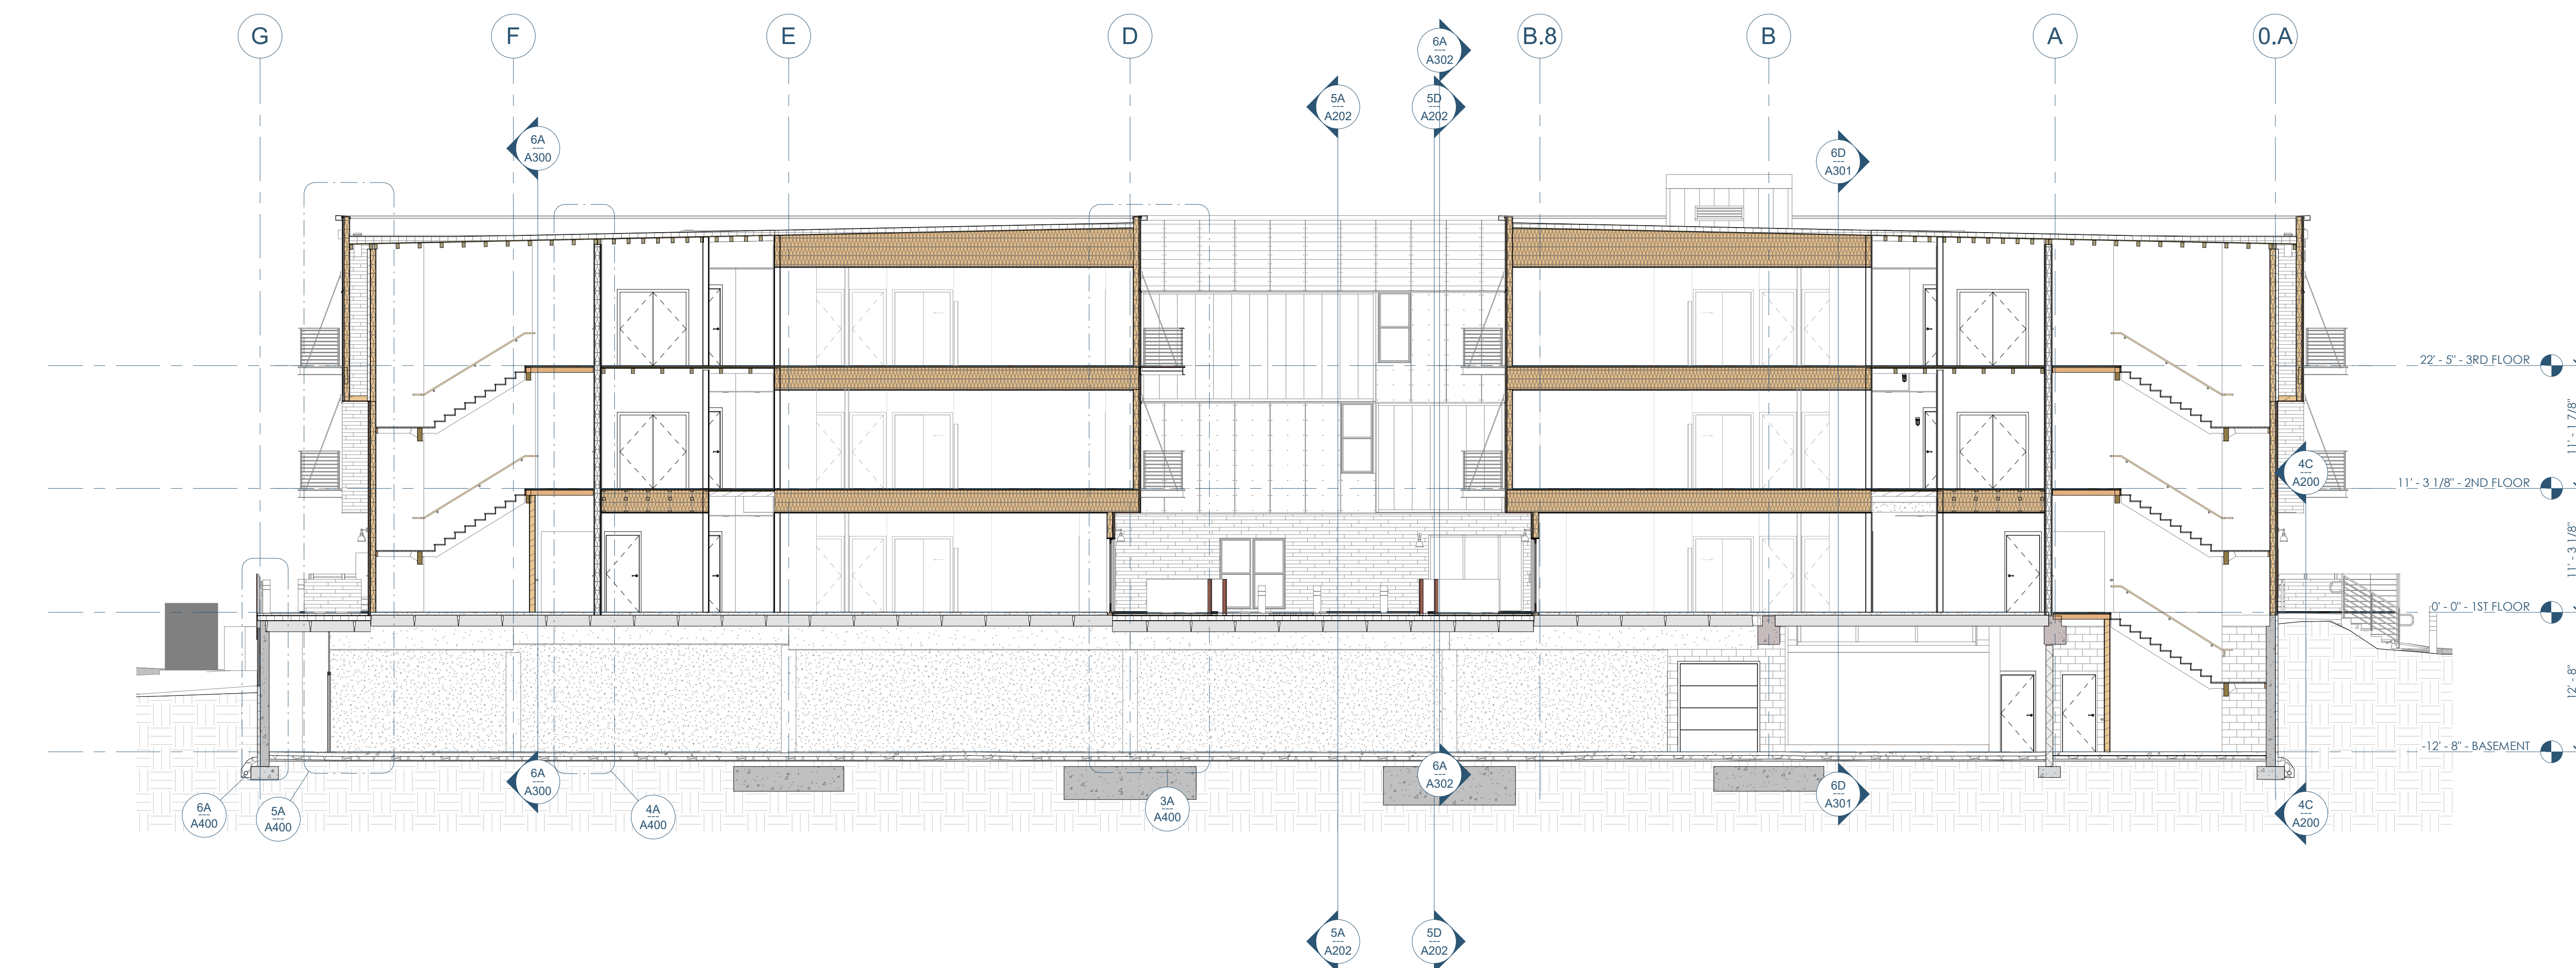 G
F
E
D
B.8
B
A
0.A
6A
---
A302
5A
---
A202
5D
---
A202
6A
---
A300
6D
---
A301
22' - 5" - 3RD FLOOR
11' - 1 7/8"
4C
---
A200
11' - 3 1/8" - 2ND FLOOR
11' - 3 1/8"
0' - 0" - 1ST FLOOR
12' - 8"
-12' - 8" - BASEMENT
6A
---
A400
5A
---
A400
6A
---
A300
4A
---
A400
3A
---
A400
6A
---
A302
6D
---
A301
4C
---
A200
5A
---
A202
5D
---
A202